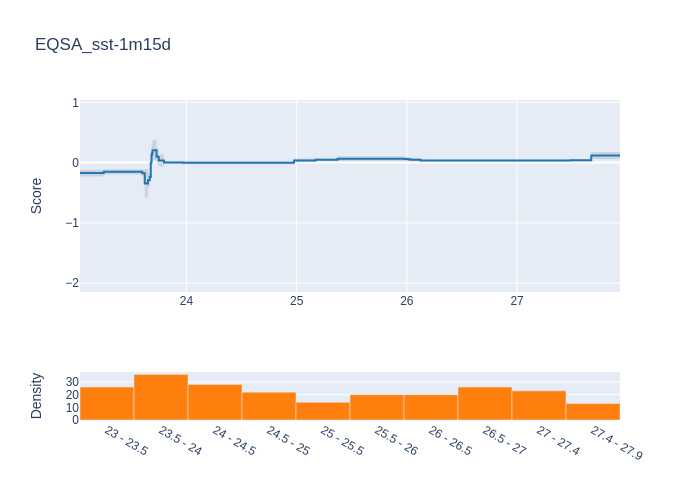 EQSA_sst-1m15d
Score
1
0
−1
−2
24
25
26
27
Density
30
20
10
0
23 - 23.5
23.5 - 24
24 - 24.5
24.5 - 25
25 - 25.5
25.5 - 26
26 - 26.5
26.5 - 27
27 - 27.4
27.4 - 27.9